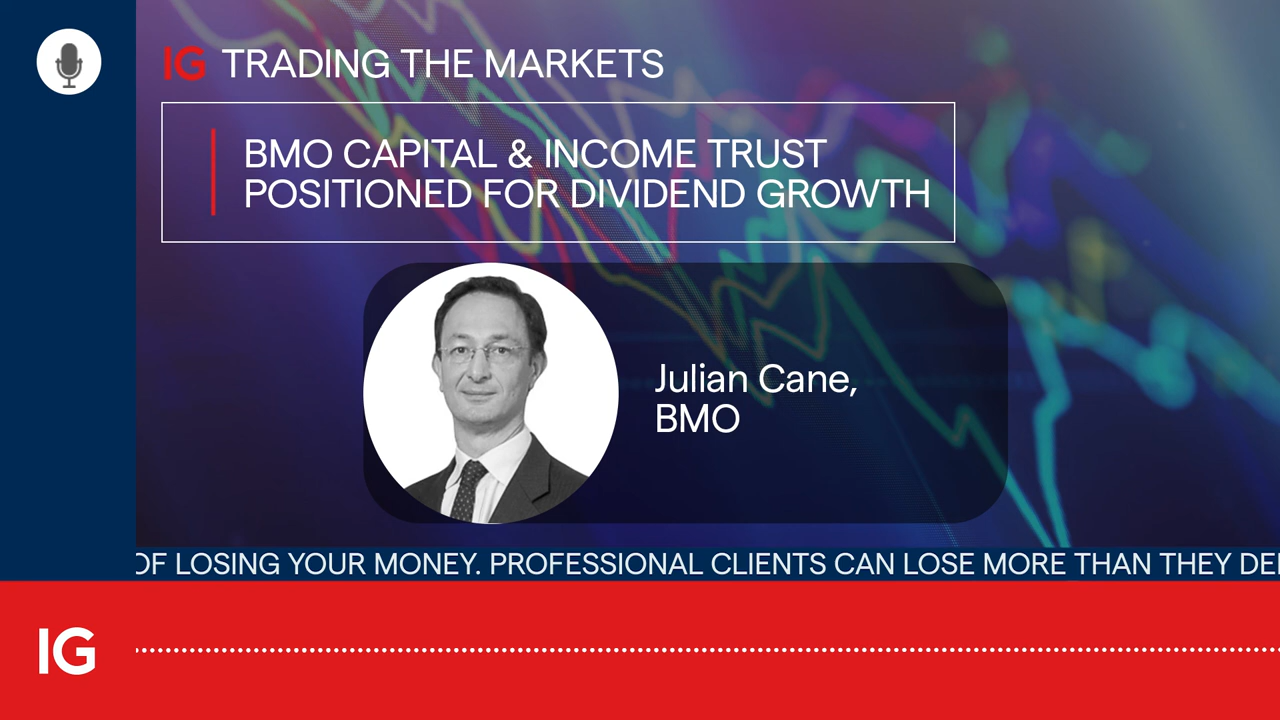 IG TRADING THE MARKETS
BMO CAPITAL & INCOME TRUST
POSITIONED FOR DIVIDEND GROWTH
Julian Cane,
BMO
OF LOSING YOUR MONEY. PROFESSIONAL CLIENTS CAN LOSE MORE THAN THEY
IG